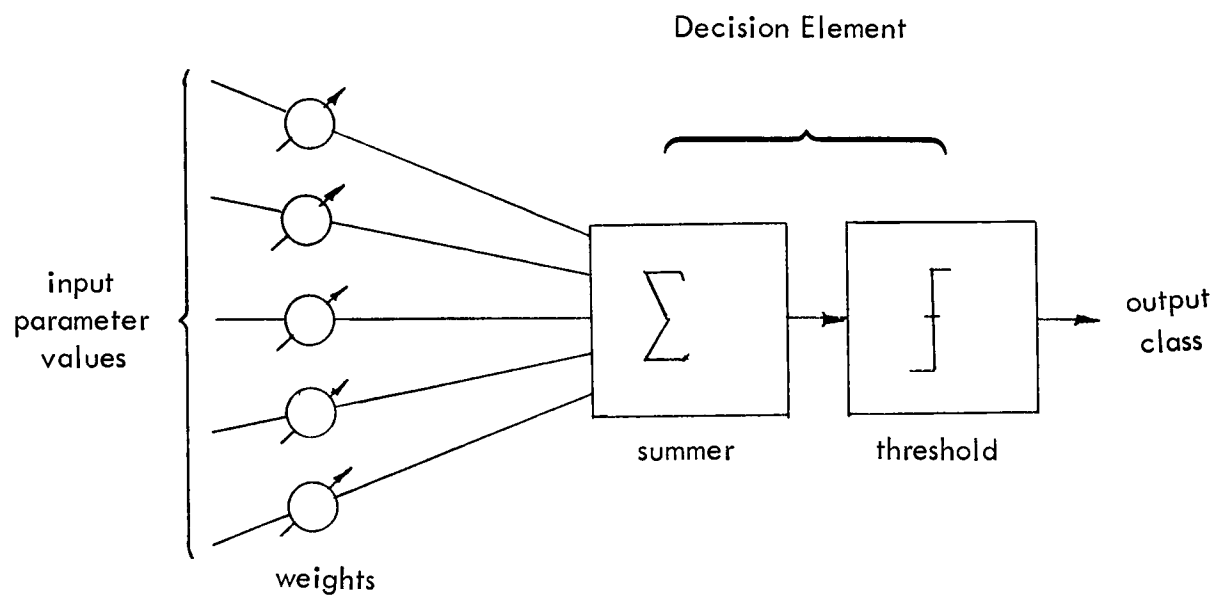 Decision Element
input
parameter
values
∑
output
class
summer
threshold
weights